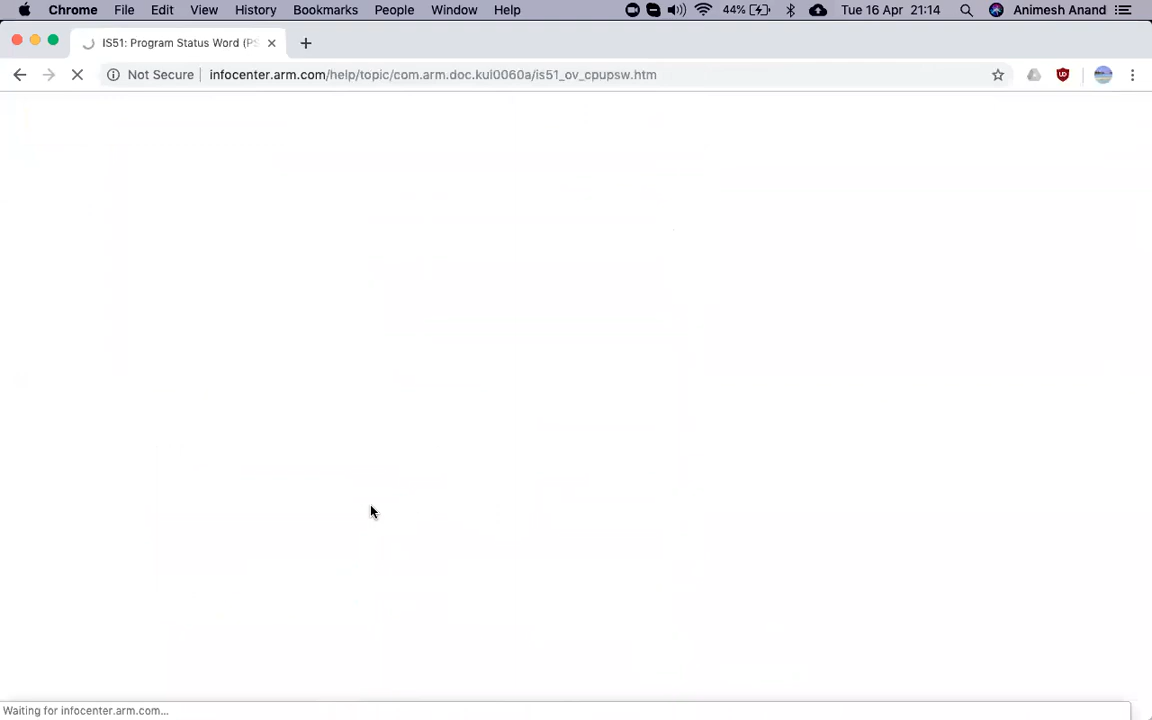 Chrome File Edit View History Bookmarks People Window Help 44% Tue 16 Apr 21:14 Animesh Anand
IS51: Program Status Word (PS
Not Secure infocenter.arm.com/help/topic/com.arm.doc.kul0060a/is51_ov_cpupsw.htm
Waiting for infocenter.arm.com...